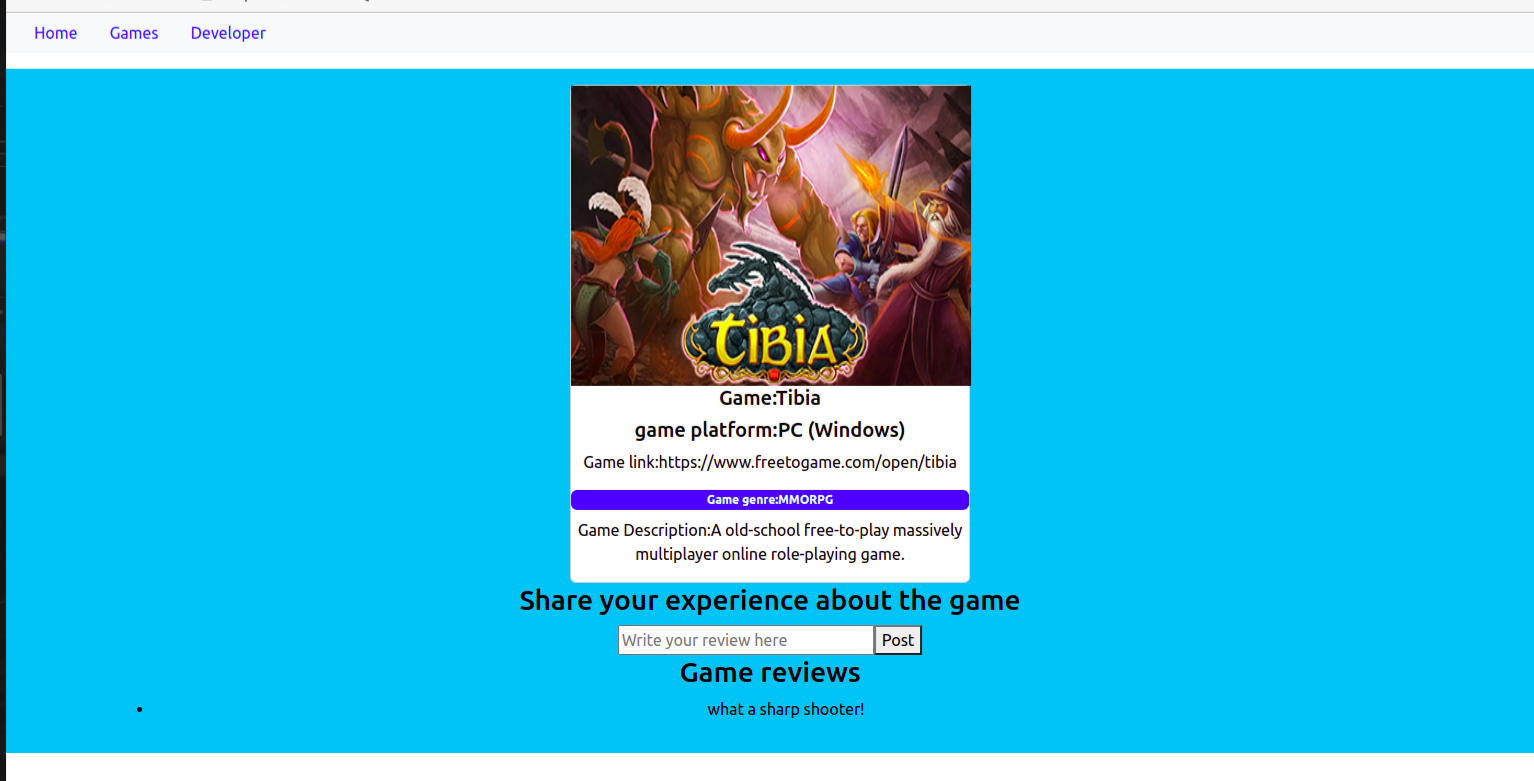 Home Games Developer
TIBIA
Game:Tibia
game platform:PC (Windows)
Game link:https://www.freetogame.com/open/tibia
Game genre:MMORPG
Game Description:A old-school free-to-play massively
multiplayer online role-playing game.
Share your experience about the game
Write your review here Post
Game reviews
• what a sharp shooter!